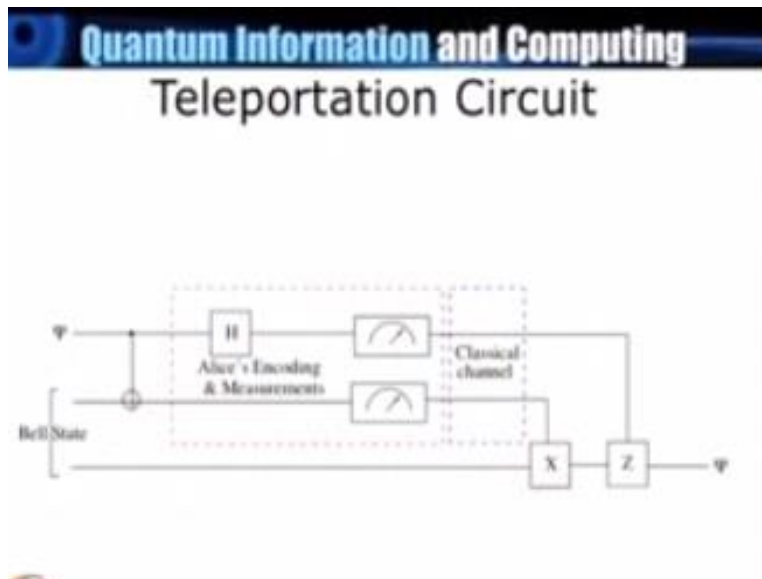 Quantum Information and Computing
Teleportation Circuit
Ψ
H
Alice's Encoding
& Measurements
Classical
channel
Bell State
X
Z
Ψ